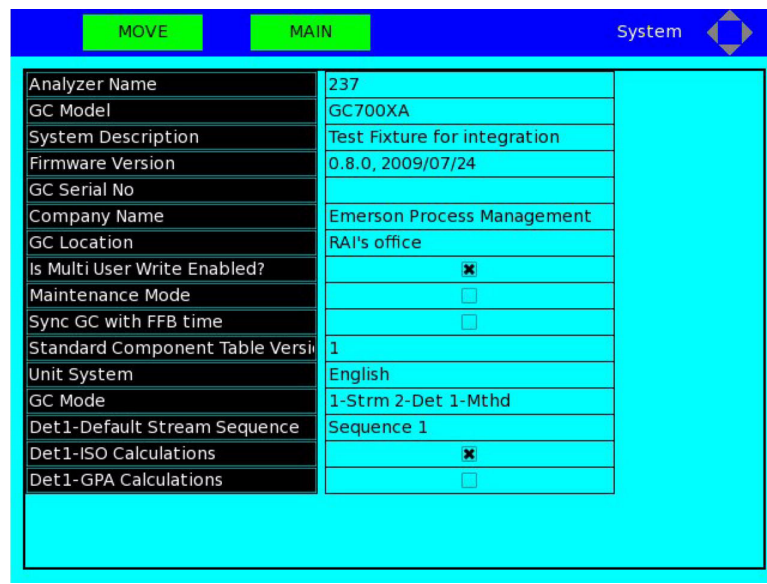 MOVE MAIN System
Analyzer Name 237
GC Model GC700XA
System Description Test Fixture for integration
Firmware Version 0.8.0, 2009/07/24
GC Serial No
Company Name Emerson Process Management
GC Location RAI's office
Is Multi User Write Enabled?
Maintenance Mode
Sync GC with FFB time
Standard Component Table Versi 1
Unit System English
GC Mode 1-Strm 2-Det 1-Mthd
Det1-Default Stream Sequence Sequence 1
Det1-ISO Calculations
Det1-GPA Calculations